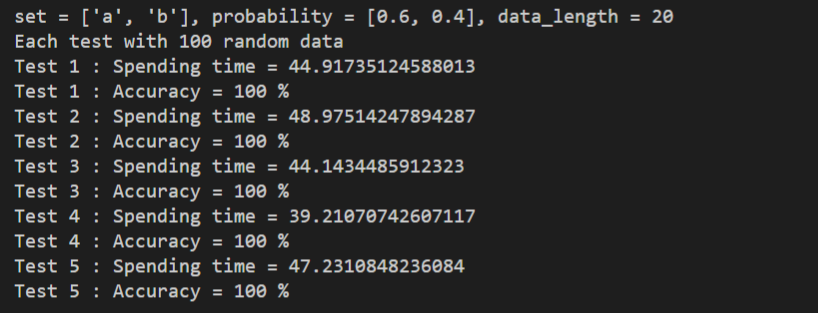 set = ['a', 'b'], probability = [0.6, 0.4], data_length = 20
Each test with 100 random data
Test 1 : Spending time = 44.91735124588013
Test 1 : Accuracy = 100 %
Test 2 : Spending time = 48.97514247894287
Test 2 : Accuracy = 100 %
Test 3 : Spending time = 44.1434485912323
Test 3 : Accuracy = 100 %
Test 4 : Spending time = 39.21070742607117
Test 4 : Accuracy = 100 %
Test 5 : Spending time = 47.2310848236084
Test 5 : Accuracy = 100 %